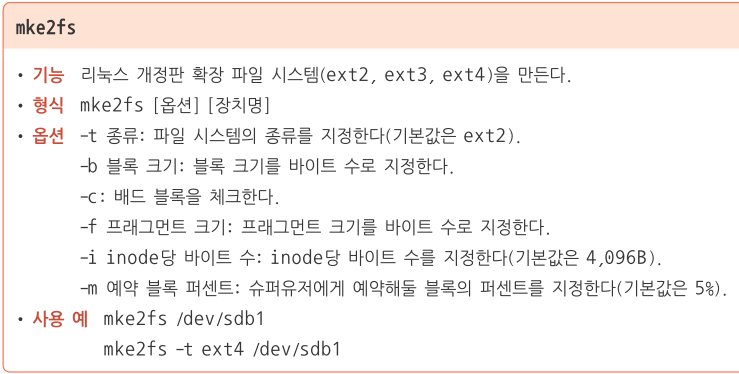 mke2fs
• 기능 리눅스 개정판 확장 파일 시스템(ext2, ext3, ext4)을 만든다.
• 형식 mke2fs [옵션] [장치명]
• 옵션 -t 종류: 파일 시스템의 종류를 지정한다(기본값은 ext2).
-b 블록 크기: 블록 크기를 바이트 수로 지정한다.
-c: 배드 블록을 체크한다.
-f 프래그먼트 크기: 프래그먼트 크기를 바이트 수로 지정한다.
-i inode당 바이트 수: inode당 바이트 수를 지정한다(기본값은 4,096B).
-m 예약 블록 퍼센트: 슈퍼유저에게 예약해둘 블록의 퍼센트를 지정한다(기본값은 5%).
• 사용 예 mke2fs /dev/sdb1
mke2fs -t ext4 /dev/sdb1